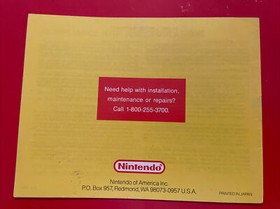 Need help with installation,
maintenance or repairs?
Call 1-800-255-3700.
Nintendo
Nintendo of America Inc.
P.O. Box 957, Redmond, WA 98073-0957 U.S.A.
PRINTED IN JAPAN